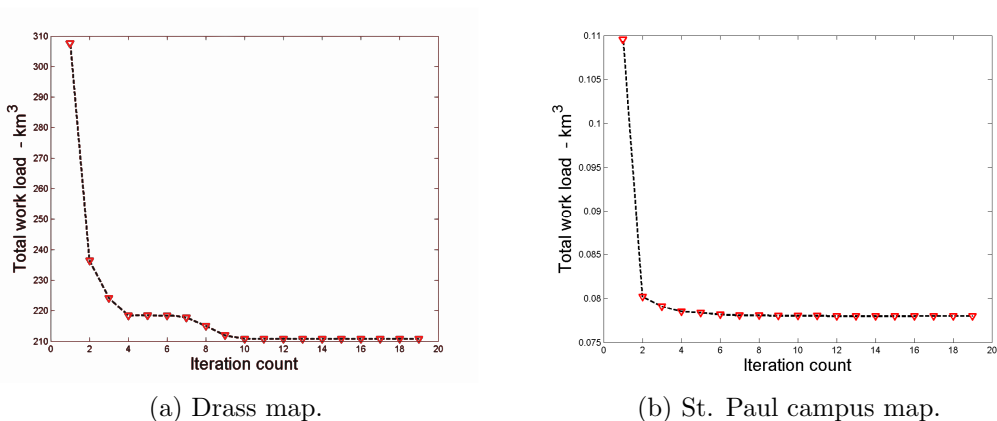 310
300
290
280
270
260
250
240
230
220
210
Total work load - km³
0 2 4 6 8 10 12 14 16 18 20
Iteration count
(a) Drass map.
0.11
0.105
0.1
0.095
0.09
0.085
0.08
0.075
Total work load - km³
0 2 4 6 8 10 12 14 16 18 20
Iteration count
(b) St. Paul campus map.